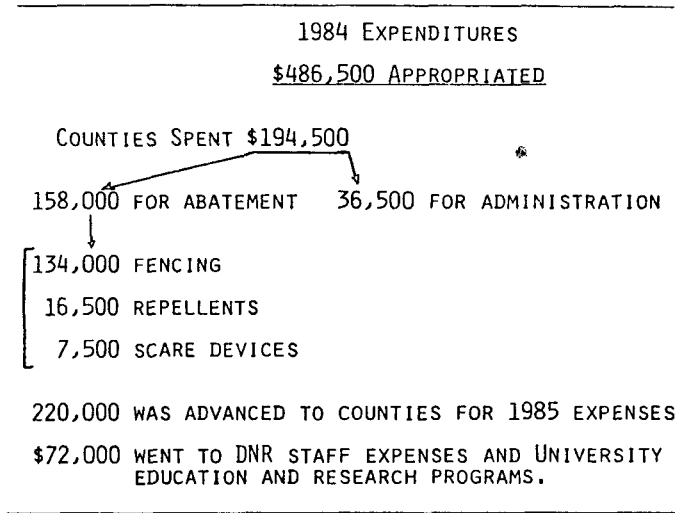 1984 EXPENDITURES
$486,500 APPROPRIATED
COUNTIES SPENT $194,500
158,000 FOR ABATEMENT 36,500 FOR ADMINISTRATION
134,000 FENCING
16,500 REPELLENTS
7,500 SCARE DEVICES
220,000 WAS ADVANCED TO COUNTIES FOR 1985 EXPENSES
$72,000 WENT TO DNR STAFF EXPENSES AND UNIVERSITY
EDUCATION AND RESEARCH PROGRAMS.